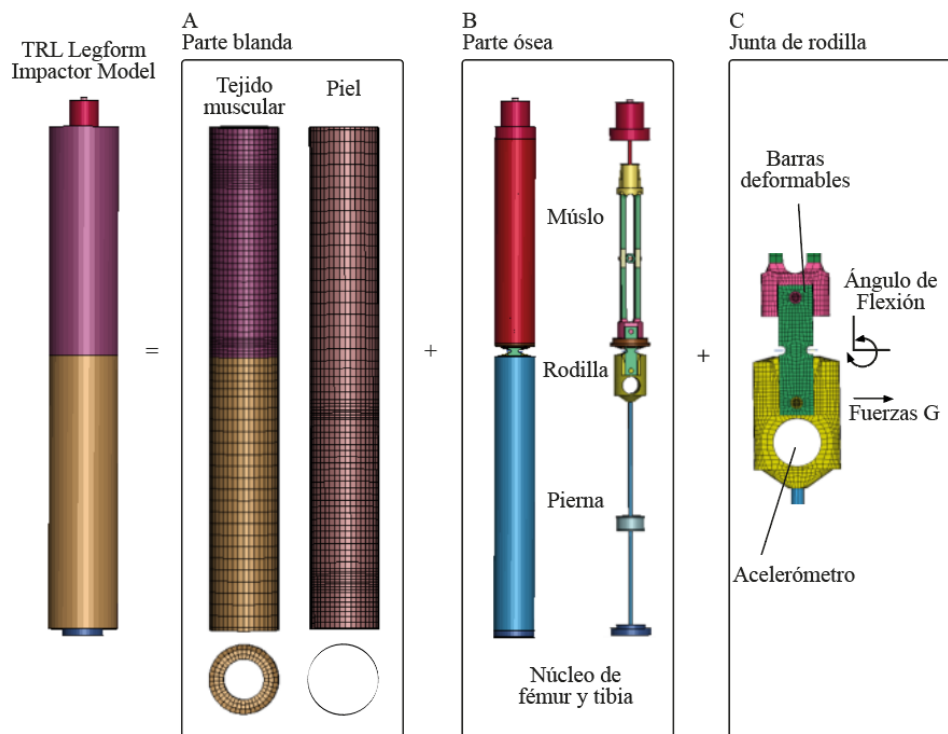 TRL Legform
Impactor Model
=
A
Parte blanda
Tejido
muscular
Piel
+
B
Parte ósea
Múslo
Rodilla
Pierna
Núcleo de
fémur y tibia
+
C
Junta de rodilla
Barras
deformables
Ángulo de
Flexión
Fuerzas G
Acelerómetro